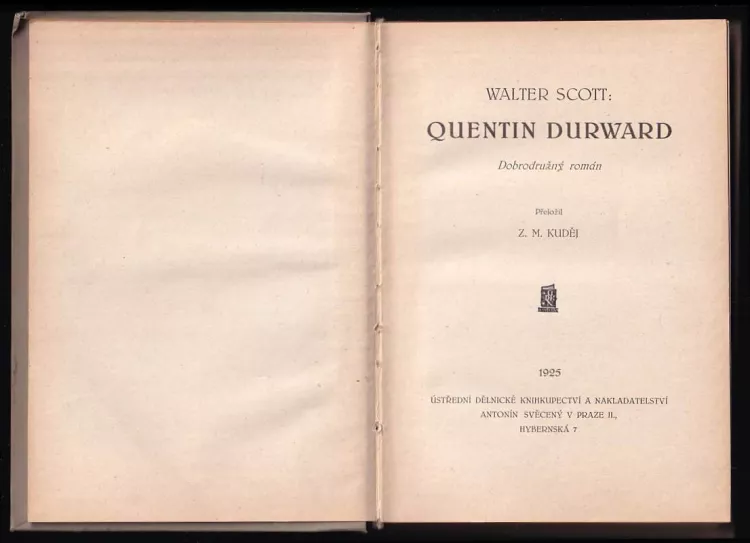 WALTER SCOTT:
QUENTIN DURWARD
Dobrodružný román
Přeložil
Z. M. KUDĚJ
1925
ÚSTŘEDNÍ DĚLNICKÉ KNIHKUPECTVÍ A NAKLADATELSTVÍ
ANTONÍN SVĚCENÝ V PRAZE II.,
HYBERNSKÁ 7